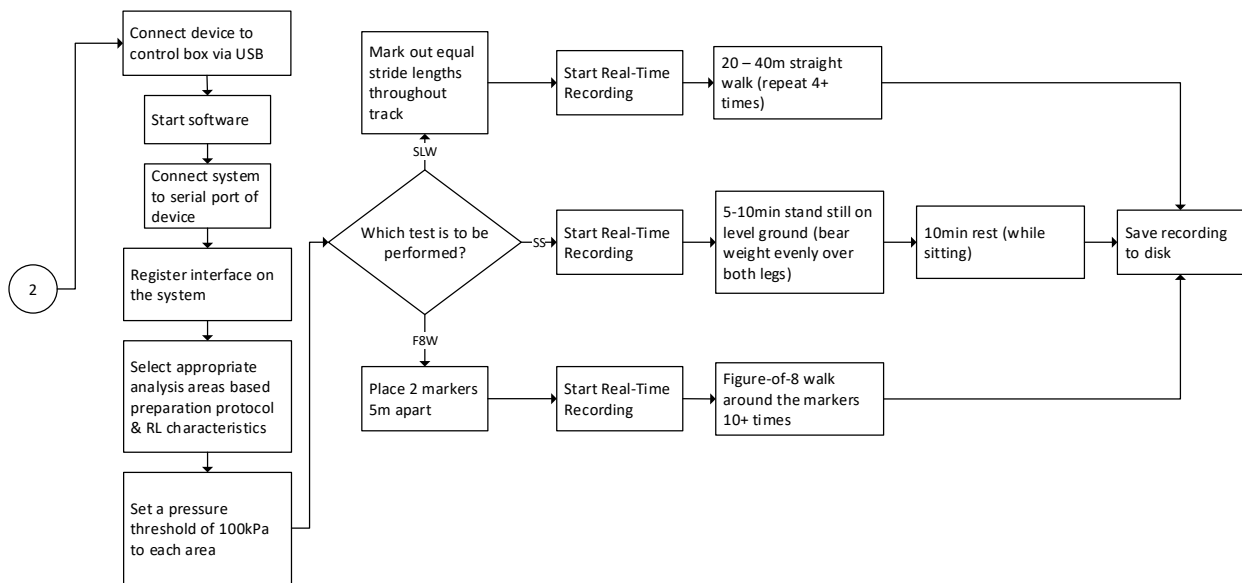 2
Connect device to
control box via USB
Start software
Connect system
to serial port of
device
Register interface on
the system
Select appropriate
analysis areas based
preparation protocol
& RL characteristics
Set a pressure
threshold of 100kPa
to each area
Which test is to be
performed?
SLW
Mark out equal
stride lengths
throughout
track
Start Real-Time
Recording
20 – 40m straight
walk (repeat 4+
times)
SS
Start Real-Time
Recording
5-10min stand still on
level ground (bear
weight evenly over
both legs)
10min rest (while
sitting)
F8W
Place 2 markers
5m apart
Start Real-Time
Recording
Figure-of-8 walk
around the markers
10+ times
Save recording
to disk